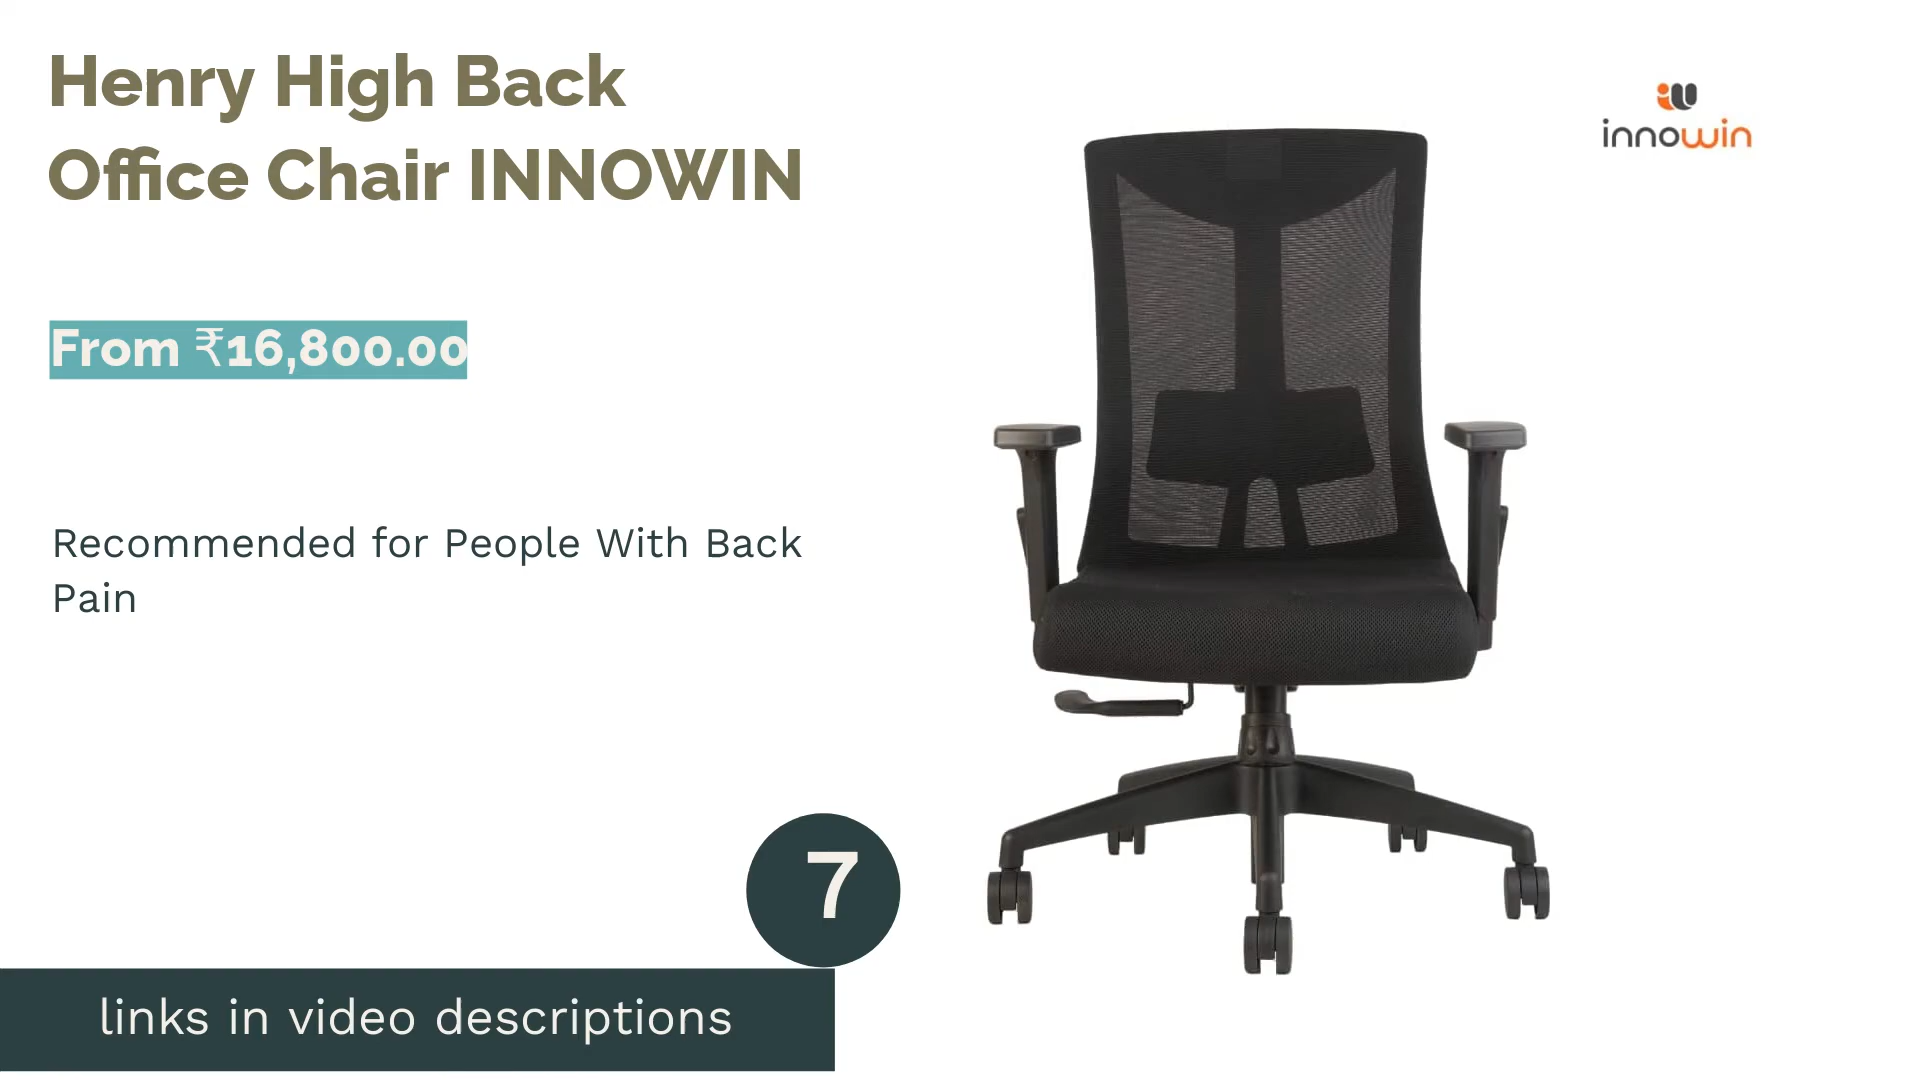 Henry High Back
Office Chair INNOWIN
innowin
From ₹16,800.00
Recommended for People With Back
Pain
7
links in video descriptions